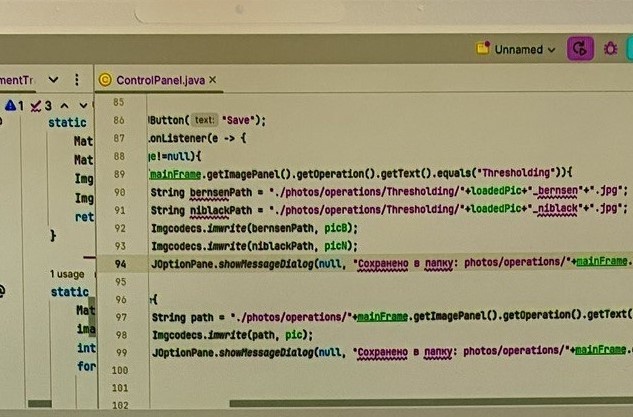 Unnamed
mentTr
ControlPanel.java ×
1 3
static
Mat
Mat
Img
Img
ret
}
1 usage
static
Mat
ima
int
for
85
86 Button( text: "Save");
87 .onListener(e -> {
88 e!=null){
89 mainFrame.getImagePanel().getOperation().getText().equals("Thresholding")){
90 String bernsenPath = "./photos/operations/Thresholding/"+loadedPic+"_bernsen"+".jpg";
91 String niblackPath = "./photos/operations/Thresholding/"+loadedPic+"_niblack"+".jpg";
92 Imgcodecs.imwrite(bernsenPath, picB);
93 Imgcodecs.imwrite(niblackPath, picN);
94 JOptionPane.showMessageDialog(null, "Сохранено в папку: photos/operations/"+mainFrame.
95
96 {
97 String path = "./photos/operations/"+mainFrame.getImagePanel().getOperation().getText(
98 Imgcodecs.imwrite(path, pic);
99 JOptionPane.showMessageDialog(null, "Сохранено в папку: photos/operations/"+mainFrame.
100
101
102